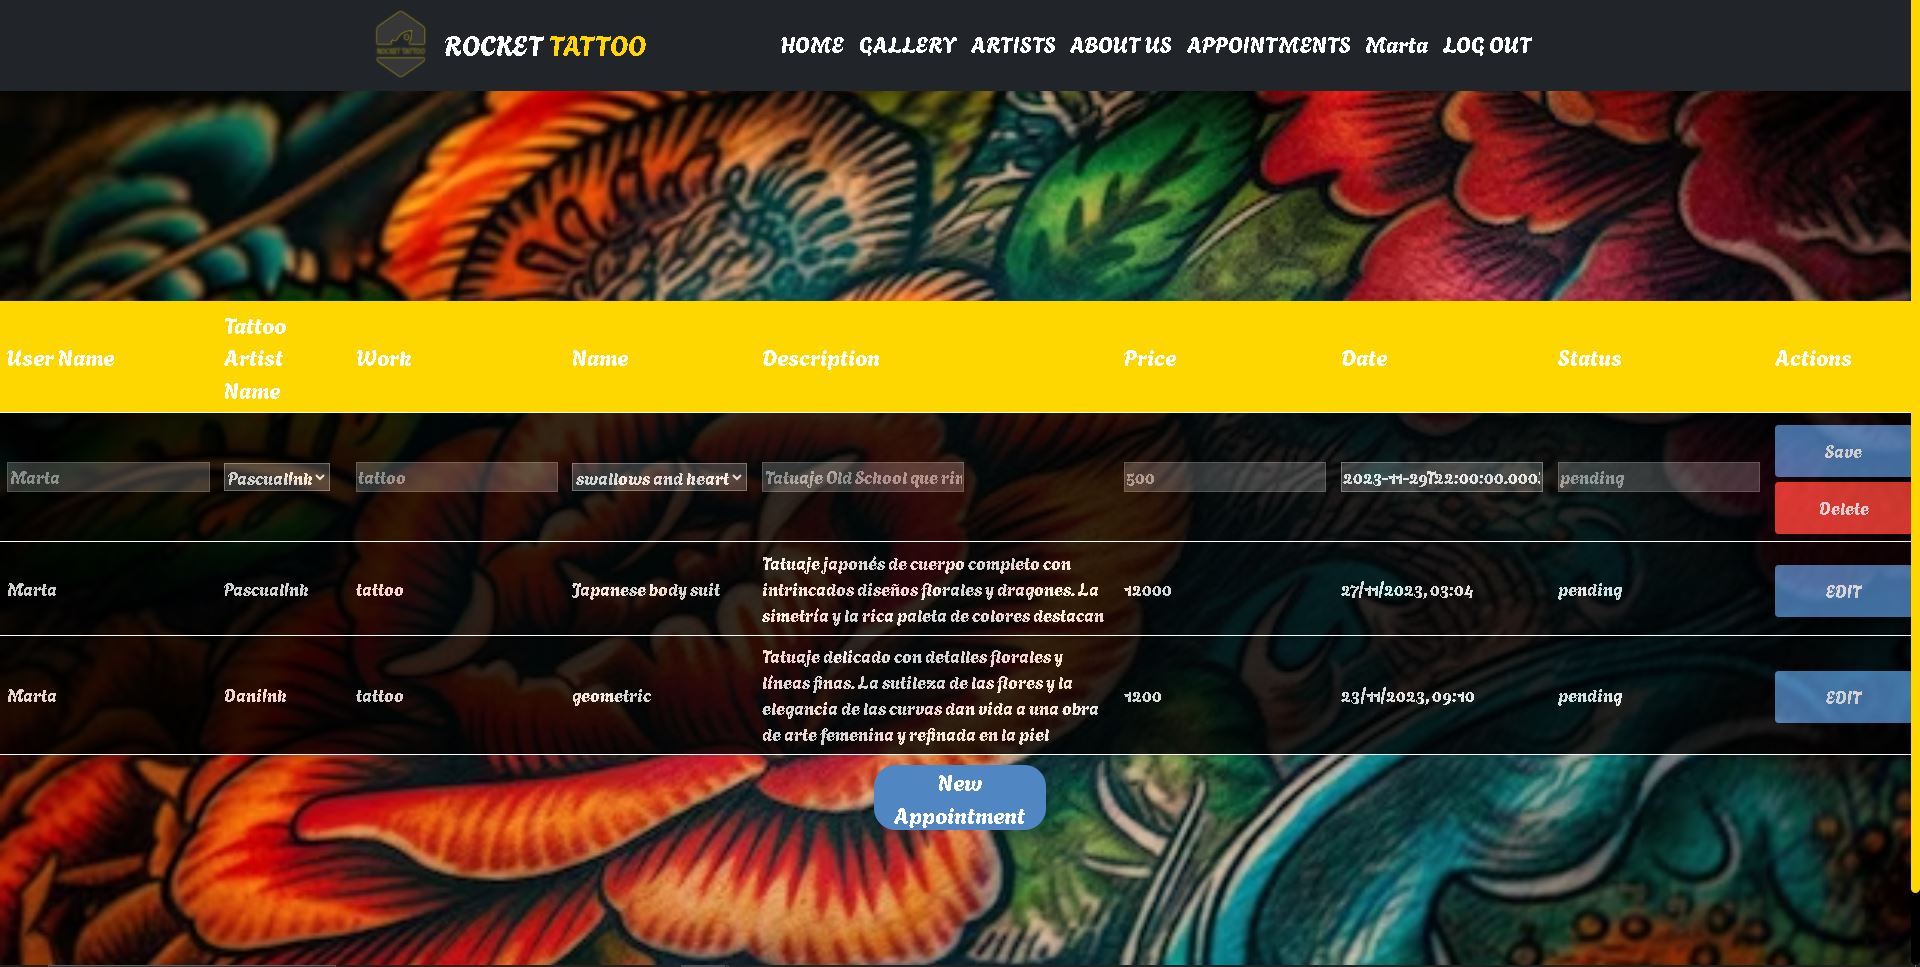 ROCKET TATTOO
HOME GALLERY ARTISTS ABOUT US APPOINTMENTS Marta LOG OUT
User Name
Tattoo
Artist
Name
Work
Name
Description
Price
Date
Status
Actions
Marta
PascualInk
tattoo
swallows and heart
Tatuaje Old School que rin
500
2023-11-29T22:00:00.000
pending
Save
Delete
Marta
PascualInk
tattoo
Japanese body suit
Tatuaje japonés de cuerpo completo con
intrincados diseños florales y dragones. La
simetría y la rica paleta de colores destacan
12000
27/11/2023, 03:04
pending
EDIT
Marta
DaniInk
tattoo
geometric
Tatuaje delicado con detalles florales y
líneas finas. La sutileza de las flores y la
elegancia de las curvas dan vida a una obra
de arte femenina y refinada en la piel
1200
23/11/2023, 09:10
pending
EDIT
New
Appointment